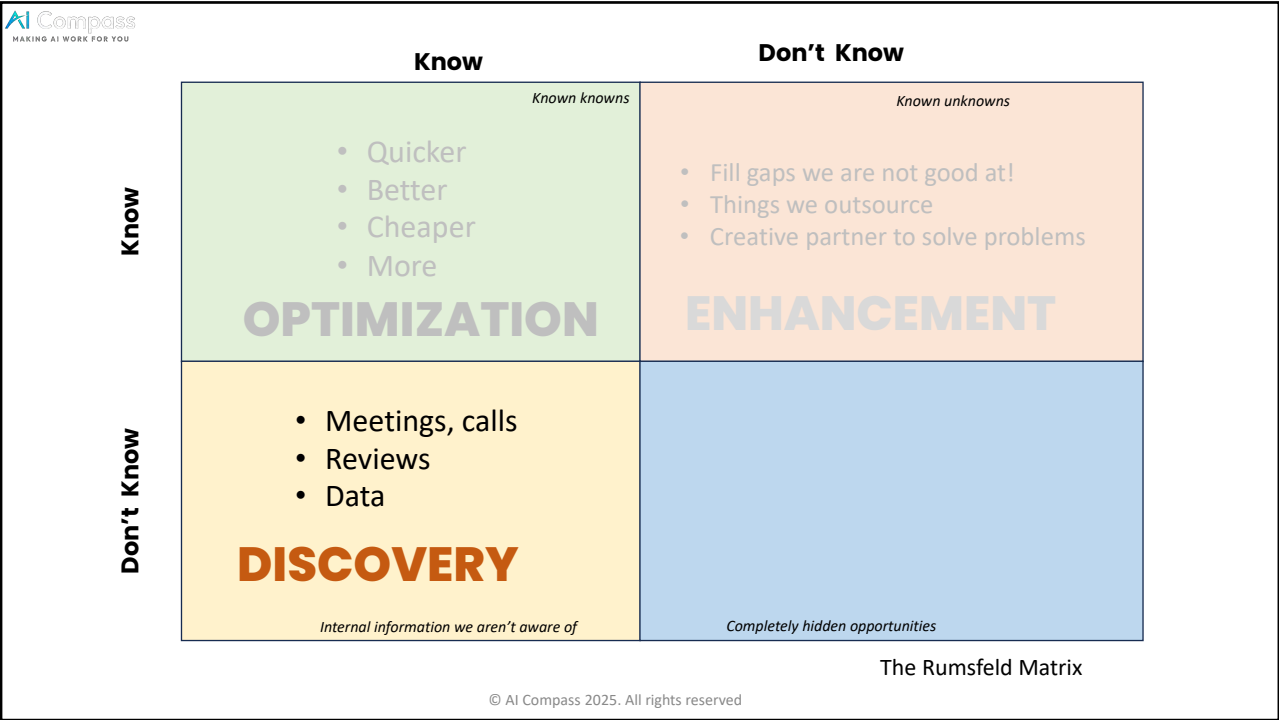 AI Compass
MAKING AI WORK FOR YOU
Know
Don't Know
Know
Known knowns
• Quicker
• Better
• Cheaper
• More
OPTIMIZATION
Known unknowns
• Fill gaps we are not good at!
• Things we outsource
• Creative partner to solve problems
ENHANCEMENT
Don't Know
• Meetings, calls
• Reviews
• Data
DISCOVERY
Internal information we aren't aware of
Completely hidden opportunities
The Rumsfeld Matrix
© AI Compass 2025. All rights reserved